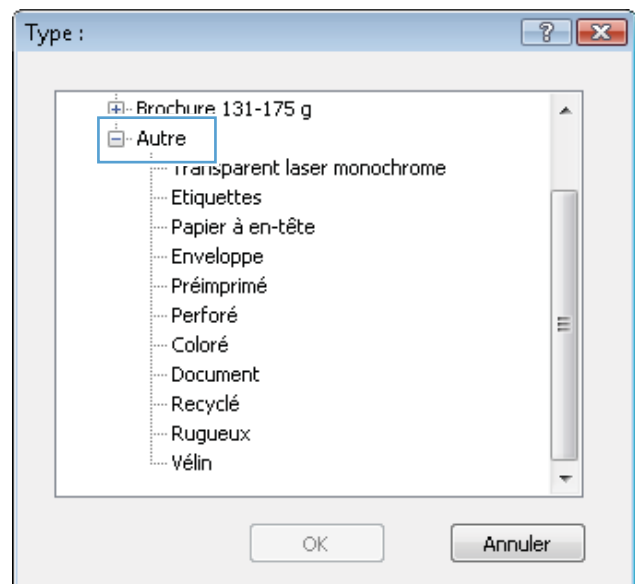 Type :
Brochure 131-175 g
Autre
Transparent laser monochrome
Etiquettes
Papier à en-tête
Enveloppe
Préimprimé
Perforé
Coloré
Document
Recyclé
Rugueux
Vélin
OK Annuler